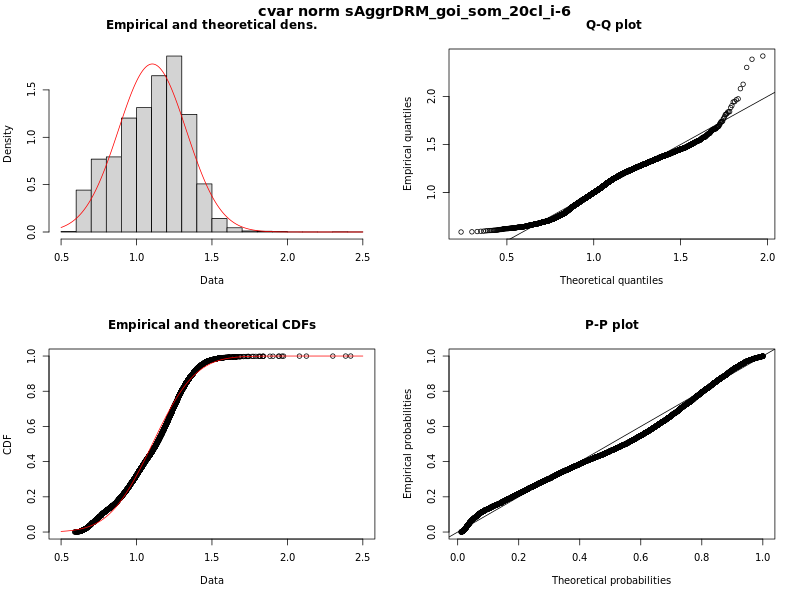 cvar norm sAggrDRM_goi_som_20cl_i-6
Empirical and theoretical dens.
Density
0.0 0.5 1.0 1.5
0.5 1.0 1.5 2.0 2.5
Data
Q-Q plot
Empirical quantiles
1.0 1.5 2.0
0.5 1.0 1.5 2.0
Theoretical quantiles
Empirical and theoretical CDFs
CDF
0.0 0.2 0.4 0.6 0.8 1.0
0.5 1.0 1.5 2.0 2.5
Data
P-P plot
Empirical probabilities
0.0 0.2 0.4 0.6 0.8 1.0
0.0 0.2 0.4 0.6 0.8 1.0
Theoretical probabilities